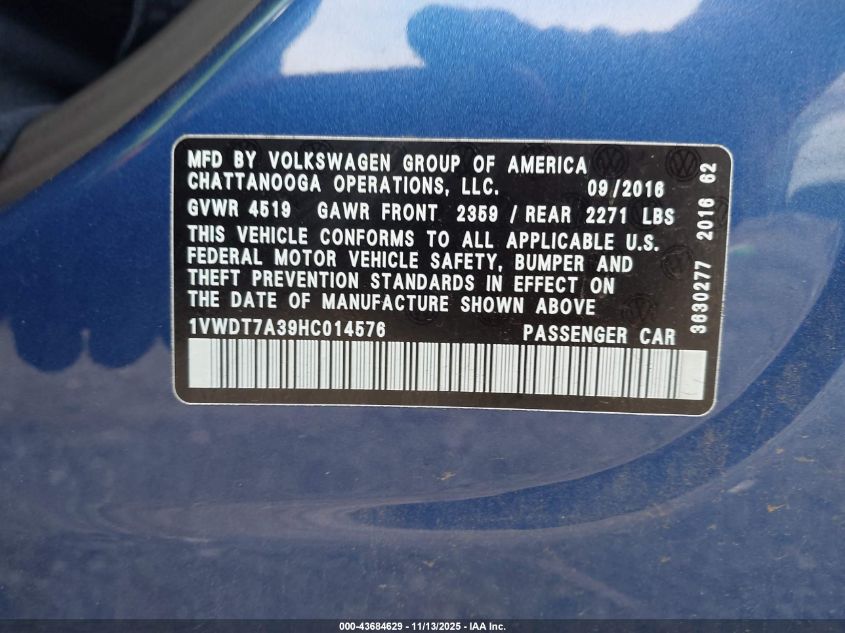 MFD BY VOLKSWAGEN GROUP OF AMERICA
CHATTANOOGA OPERATIONS, LLC. 09/2016
GVWR 4519 GAWR FRONT 2359 / REAR 2271 LBS
THIS VEHICLE CONFORMS TO ALL APPLICABLE U.S.
FEDERAL MOTOR VEHICLE SAFETY, BUMPER AND
THEFT PREVENTION STANDARDS IN EFFECT ON
THE DATE OF MANUFACTURE SHOWN ABOVE
1VWDT7A39HC014576 PASSENGER CAR
3630277 2016 62
000-43684629 - 11/13/2025 - IAA Inc.